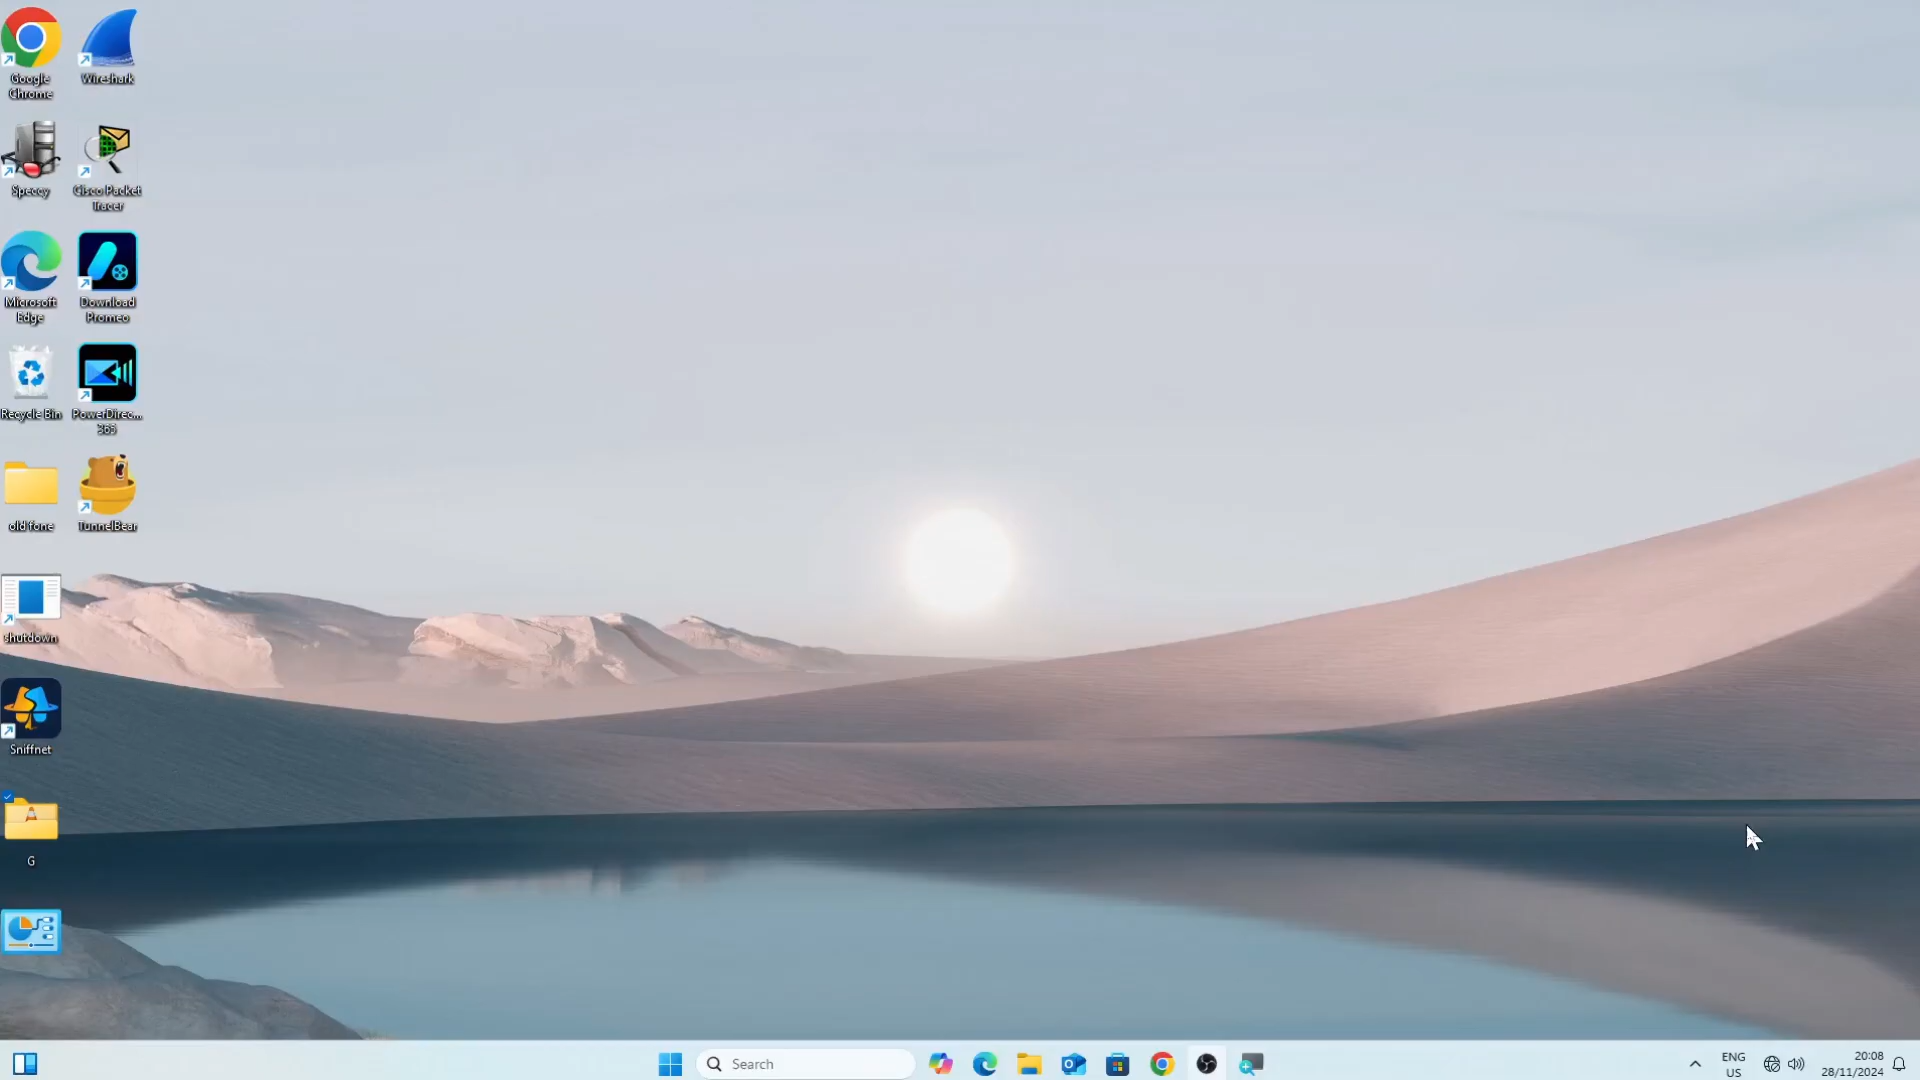 Google
Chrome
Wireshark
Speccy
Cisco Packet
Tracer
Microsoft
Edge
Download
Promeo
Recycle Bin
PowerDirec...
365
old fone
TunnelBear
shutdown
Sniffnet
G
Search
ENG
US
20:08
28/11/2024